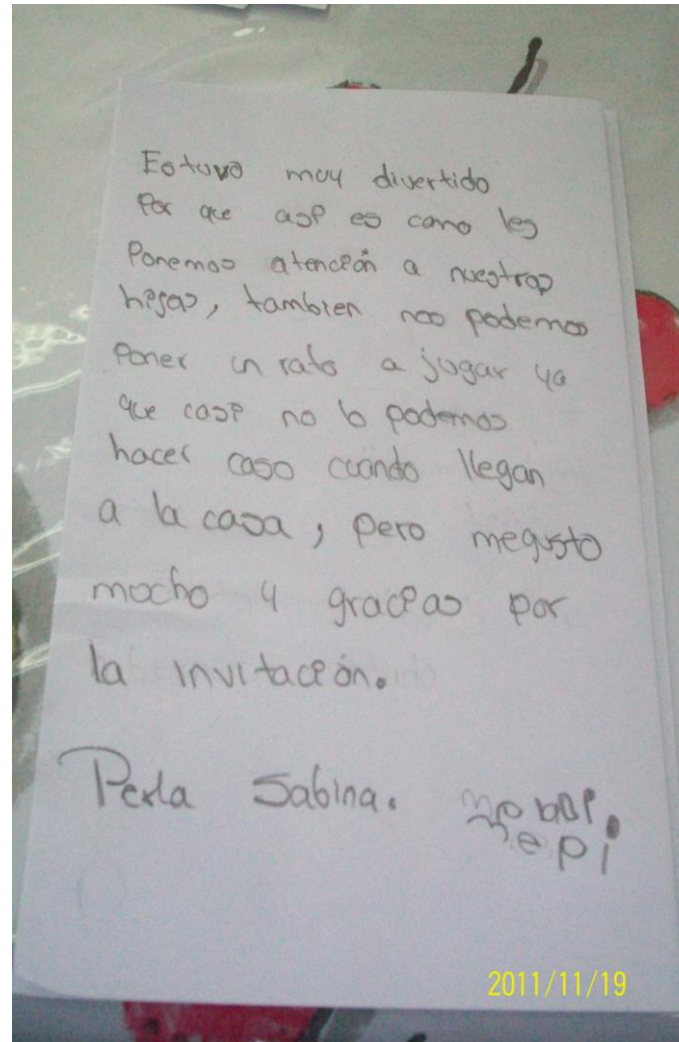 Estuvo muy divertido
Por que asi es como les
Ponemos atención a nuestras
hijas, tambien nos podemos
Poner un rato a jugar ya
que casi no lo podemos
hacer caso cuando llegan
a la casa, pero megusto
mucho y gracias por
la invitación.
Perla Sabina.
2011/11/19